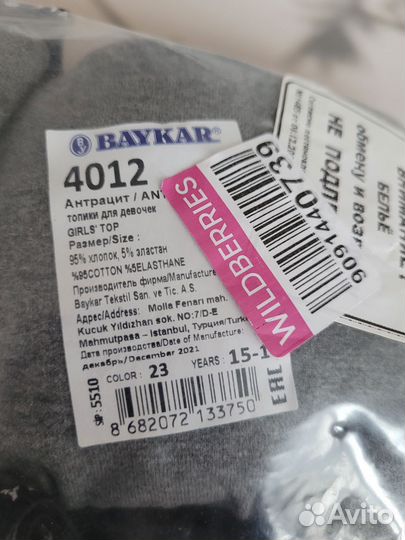 BAYKAR®
4012
Антрацит / ANT
топики для девочек
GIRLS' TOP
Размер/Size :
95% хлопок, 5% эластан
%95COTTON %5ELASTHANE
Производитель фирма/Manufacture
Baykar Tekstil San. ve Tic. A.S.
Адрес/Address: Molla Fenari mah.
Kucuk Yıldızhan sok. NO:7/D-E
Mahmutpasa - Istanbul, Турция/Turke
Дата производства/Date of Manufacture:
декабрь/December 2021
COLOR : 23 YEARS : 15-1
5510
8 682072 133750
EAC
WILDBERRIES
9091440739
БЕЛЬЕ
НЕ ПОДЛ
обмену и возв
Avito